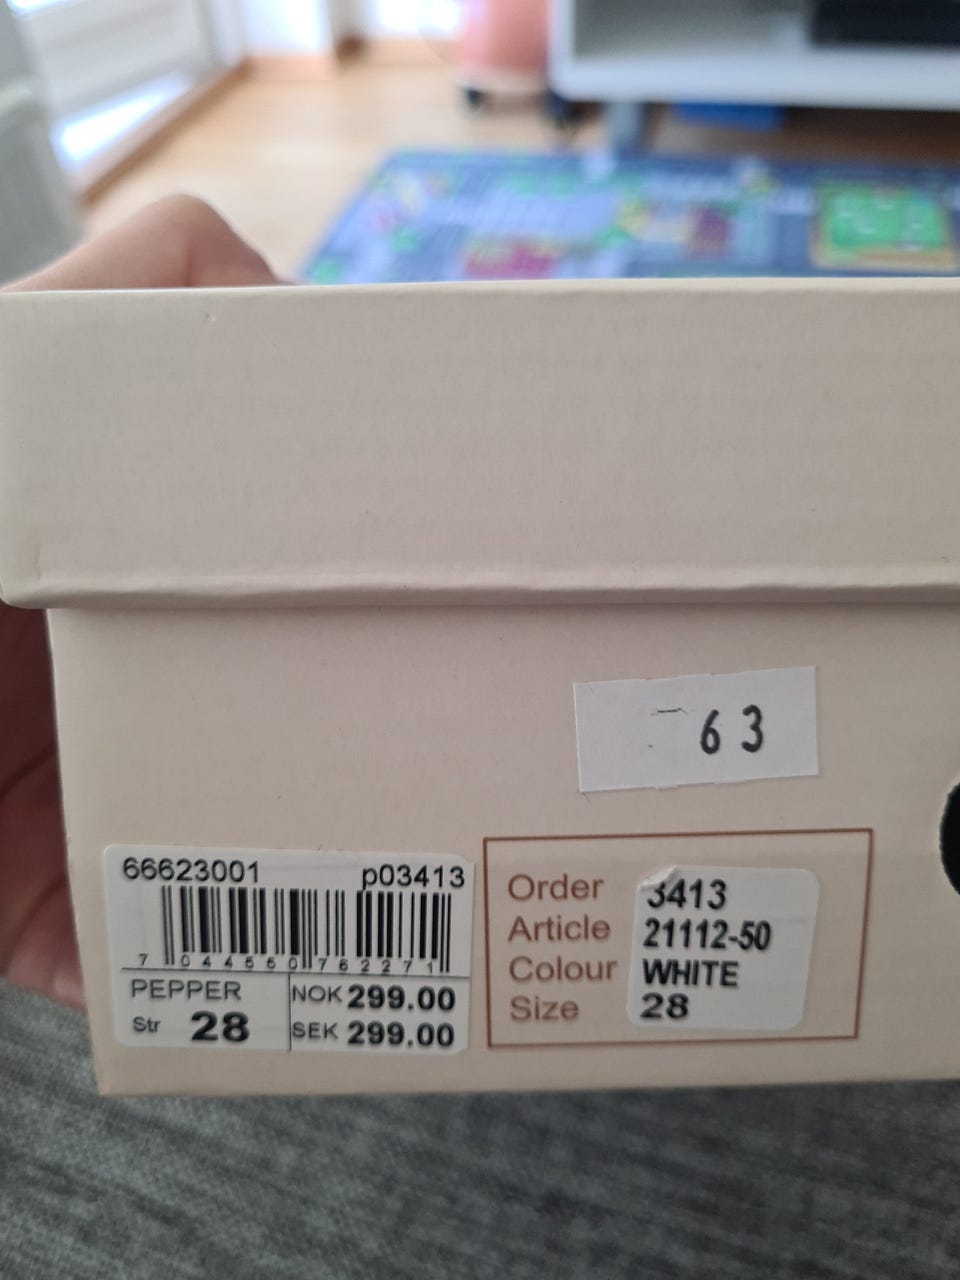 63
66623001 p03413
7 044550 762271
PEPPER NOK 299.00
Str 28 SEK 299.00
Order 3413
Article 21112-50
Colour WHITE
Size 28